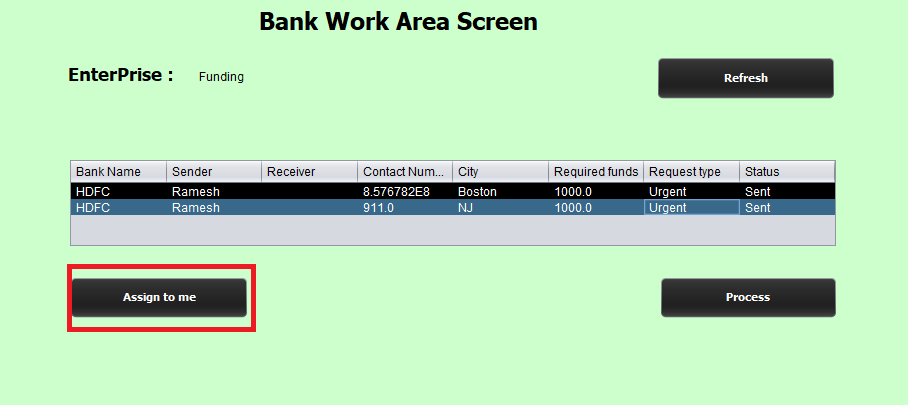 Bank Work Area Screen
EnterPrise : Funding
Refresh
Bank Name Sender Receiver Contact Num... City Required funds Request type Status
HDFC Ramesh 8.576782E8 Boston 1000.0 Urgent Sent
HDFC Ramesh 911.0 NJ 1000.0 Urgent Sent
Assign to me Process